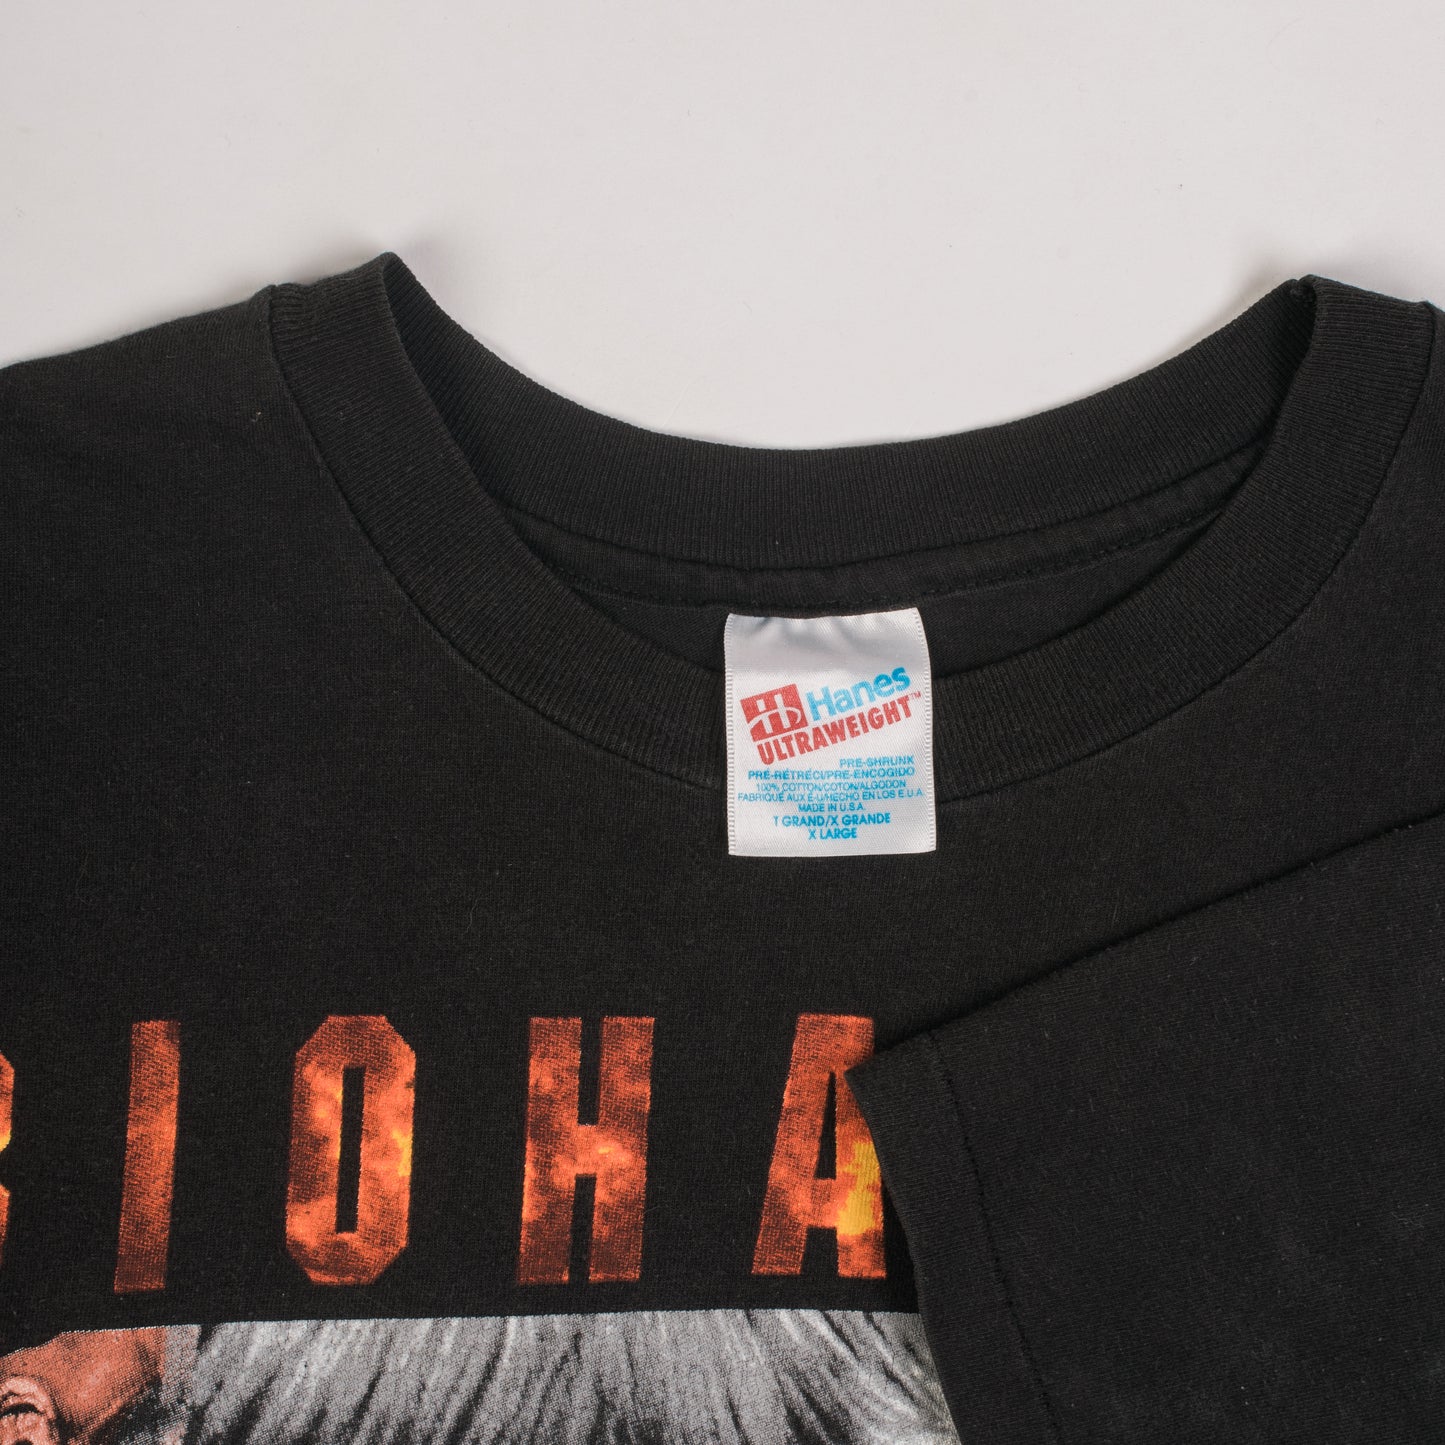 Hanes
ULTRAWEIGHT™
PRE-SHRUNK
PRÉ-RÉTRÉCI/PRE-ENCOGIDO
100% COTTON/COTON/ALGODON
FABRIQUÉ AUX É-U/HECHO EN LOS E.U.A.
MADE IN U.S.A.
T GRAND/X GRANDE
X LARGE
BIOHA